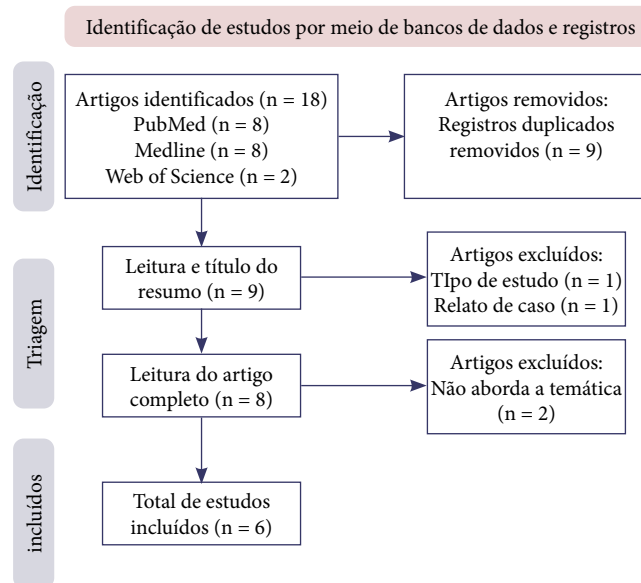 Identificação de estudos por meio de bancos de dados e registros
Identificação
Artigos identificados (n = 18)
PubMed (n = 8)
Medline (n = 8)
Web of Science (n = 2)
Artigos removidos:
Registros duplicados
removidos (n = 9)
Triagem
Leitura e título do
resumo (n = 9)
Artigos excluídos:
TIpo de estudo (n = 1)
Relato de caso (n = 1)
Leitura do artigo
completo (n = 8)
Artigos excluídos:
Não aborda a temática
(n = 2)
incluídos
Total de estudos
incluídos (n = 6)